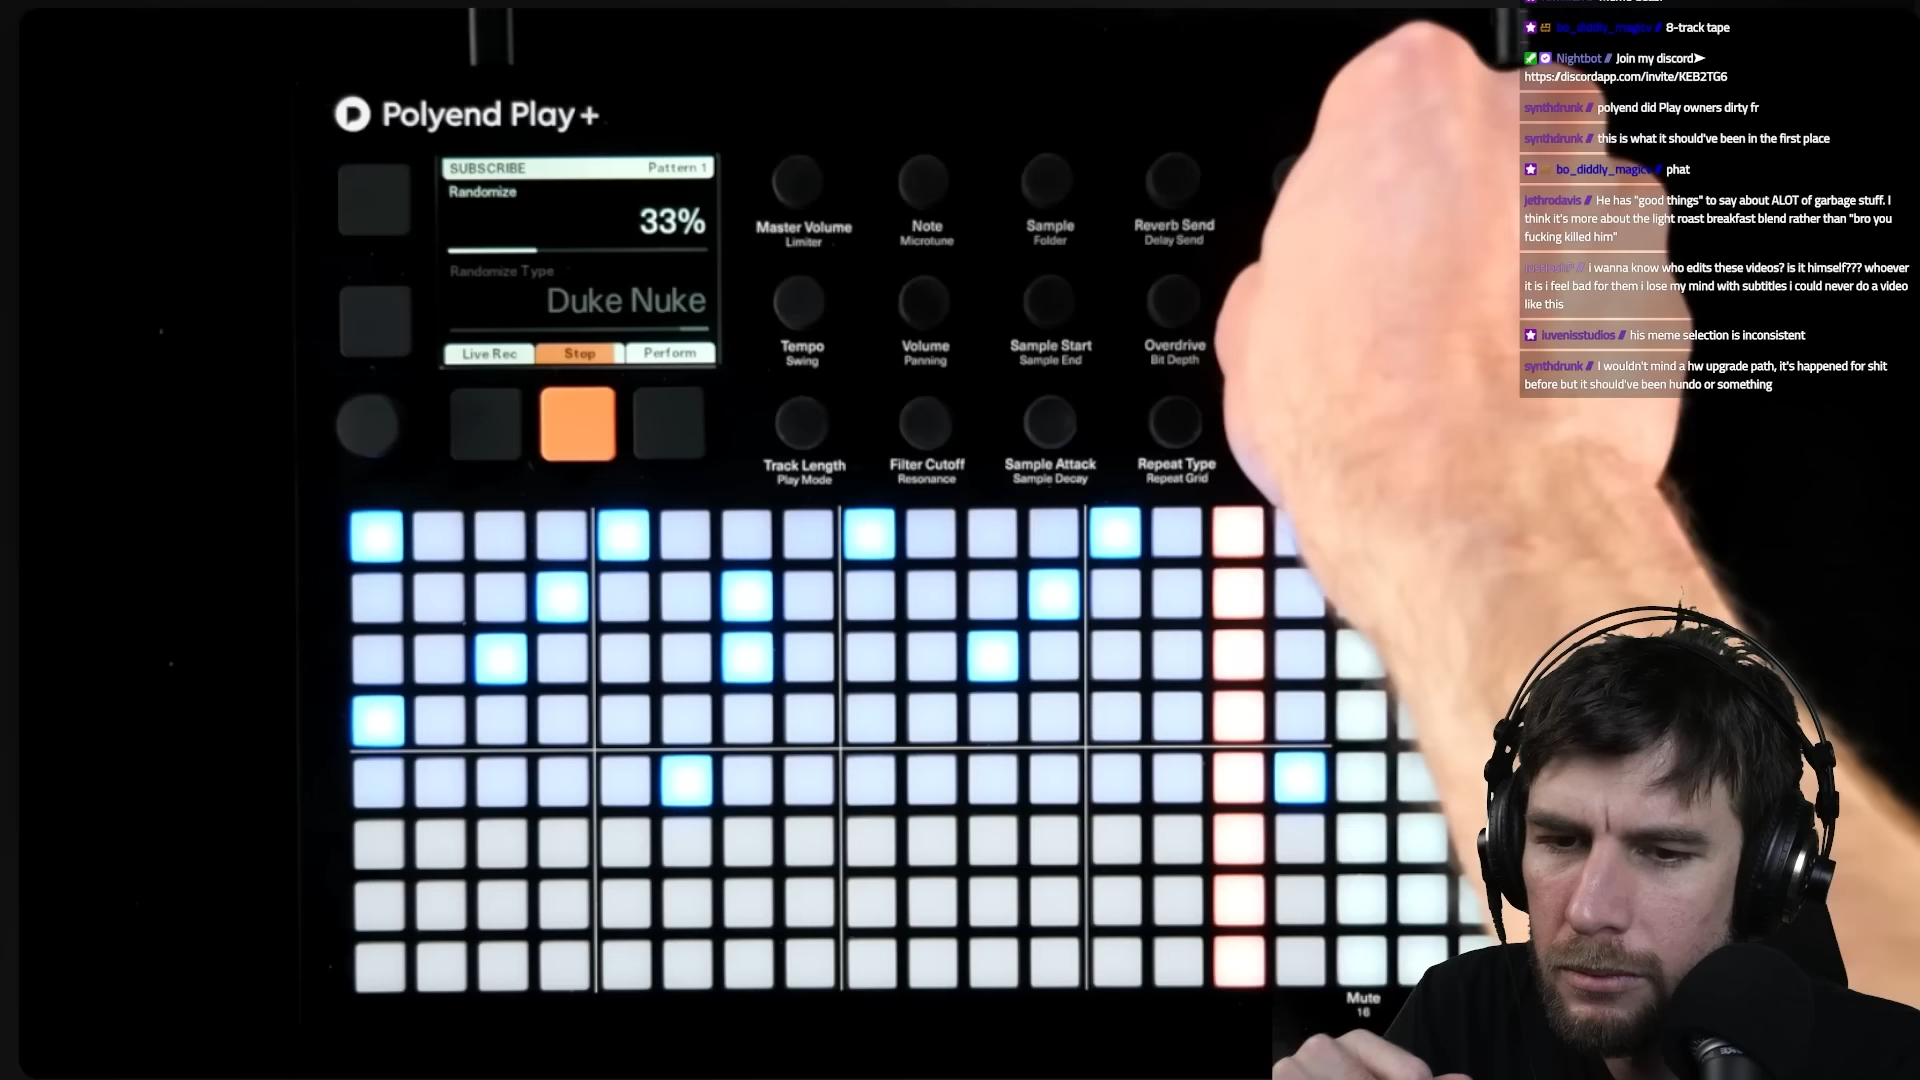 Polyend Play+
SUBSCRIBE
Pattern 1
Randomize
33%
Randomize Type
Duke Nuke
Live Rec
Stop
Perform
Master Volume
Limiter
Note
Microtune
Sample
Folder
Reverb Send
Delay Send
Tempo
Swing
Volume
Panning
Sample Start
Sample End
Overdrive
Bit Depth
Track Length
Play Mode
Filter Cutoff
Resonance
Sample Attack
Sample Decay
Repeat Type
Repeat Grid
Mute
16
bo_diddly_magicv // 8-track tape
Nightbot // Join my discord➤
https://discordapp.com/invite/KEB2TG6
synthdrunk // polyend did Play owners dirty fr
synthdrunk // this is what it should've been in the first place
bo_diddly_magicv // phat
jethrodavis // He has "good things" to say about ALOT of garbage stuff. I
think it's more about the light roast breakfast blend rather than "bro you
fucking killed him"
// i wanna know who edits these videos? is it himself??? whoever
it is i feel bad for them i lose my mind with subtitles i could never do a video
like this
iuvenisstudios // his meme selection is inconsistent
synthdrunk // I wouldn't mind a hw upgrade path, it's happened for shit
before but it should've been hundo or something